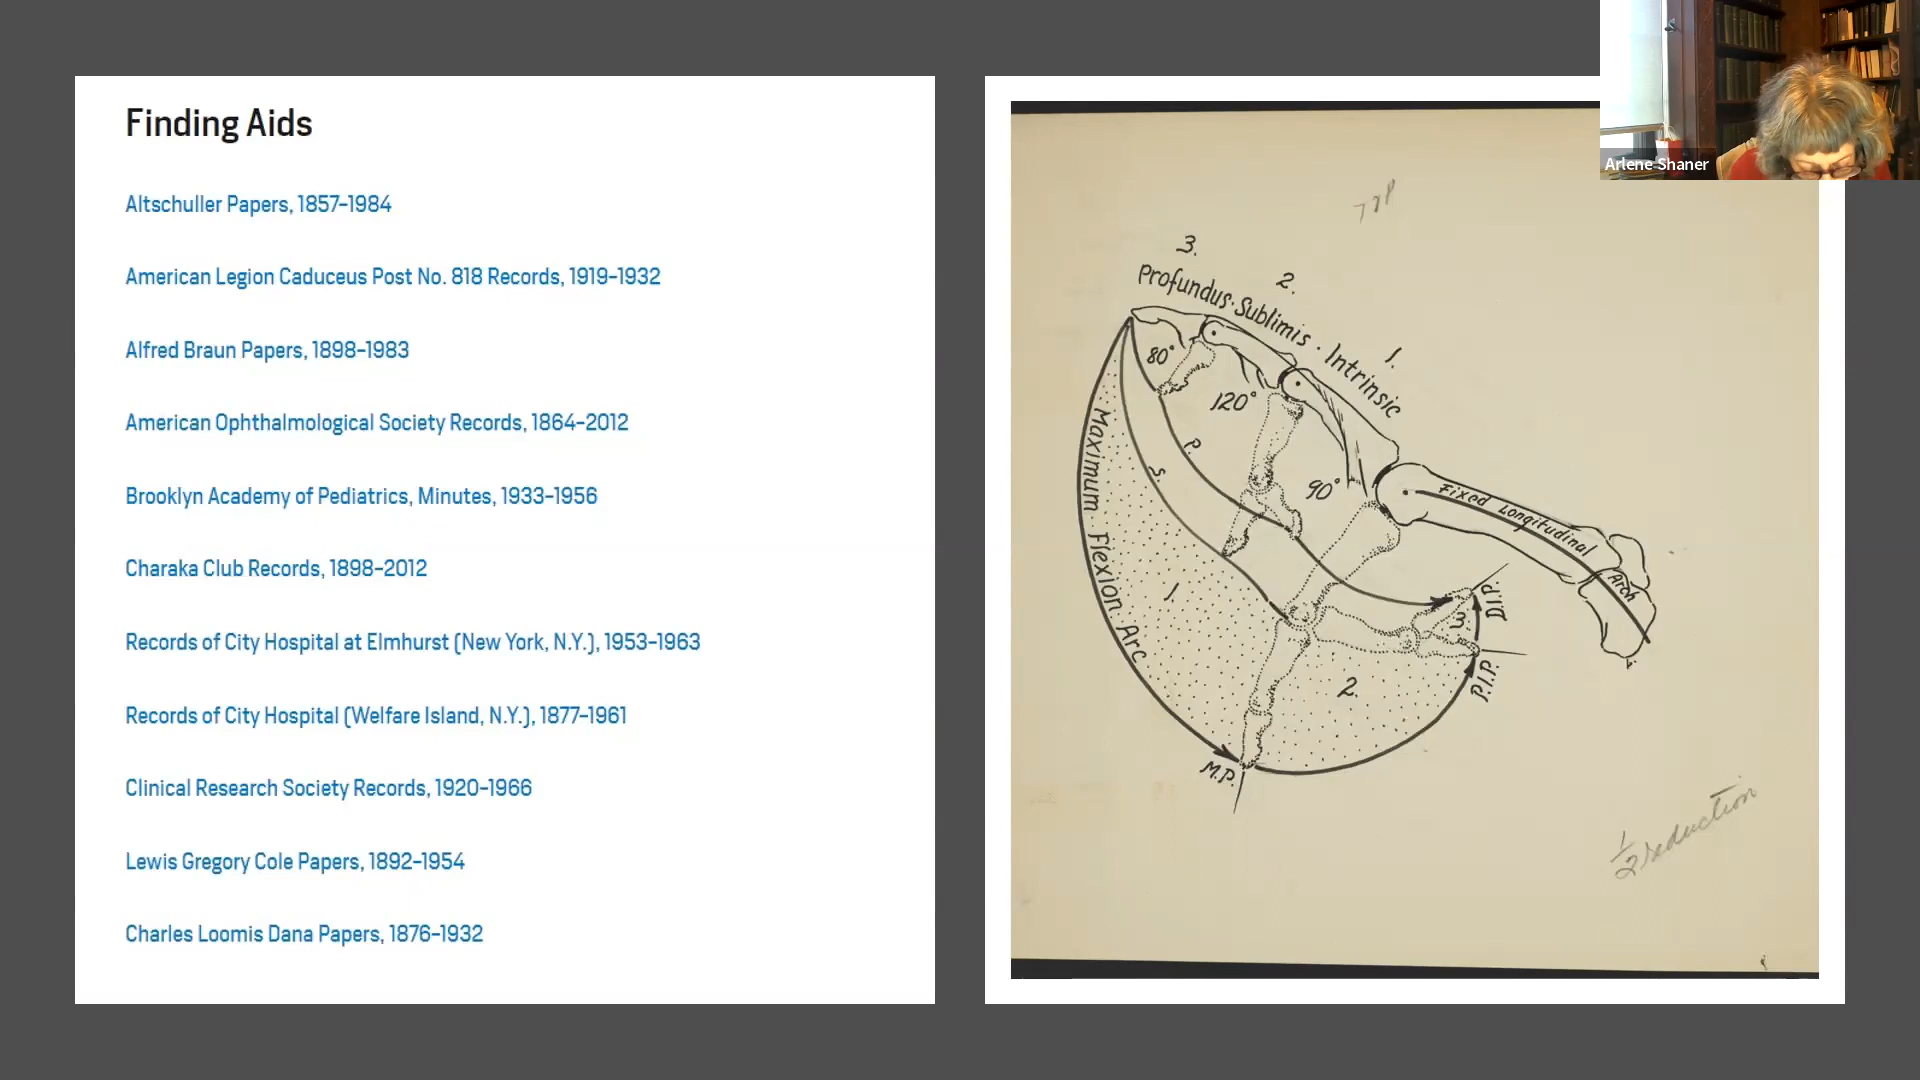 Finding Aids
Altschuller Papers, 1857-1984
American Legion Caduceus Post No. 818 Records, 1919-1932
Alfred Braun Papers, 1898-1983
American Ophthalmological Society Records, 1864-2012
Brooklyn Academy of Pediatrics, Minutes, 1933-1956
Charaka Club Records, 1898-2012
Records of City Hospital at Elmhurst (New York, N.Y.), 1953-1963
Records of City Hospital (Welfare Island, N.Y.), 1877-1961
Clinical Research Society Records, 1920-1966
Lewis Gregory Cole Papers, 1892-1954
Charles Loomis Dana Papers, 1876-1932
Arlene Shaner
3. 2. 1.
Profundus · Sublimis · Intrinsic
80°
120°
90°
P.
S.
Maximum Flexion Arc
Fixed Longitudinal Arch
1.
2.
3.
D.I.P.
P.I.P.
M.P.
1/2 reduction